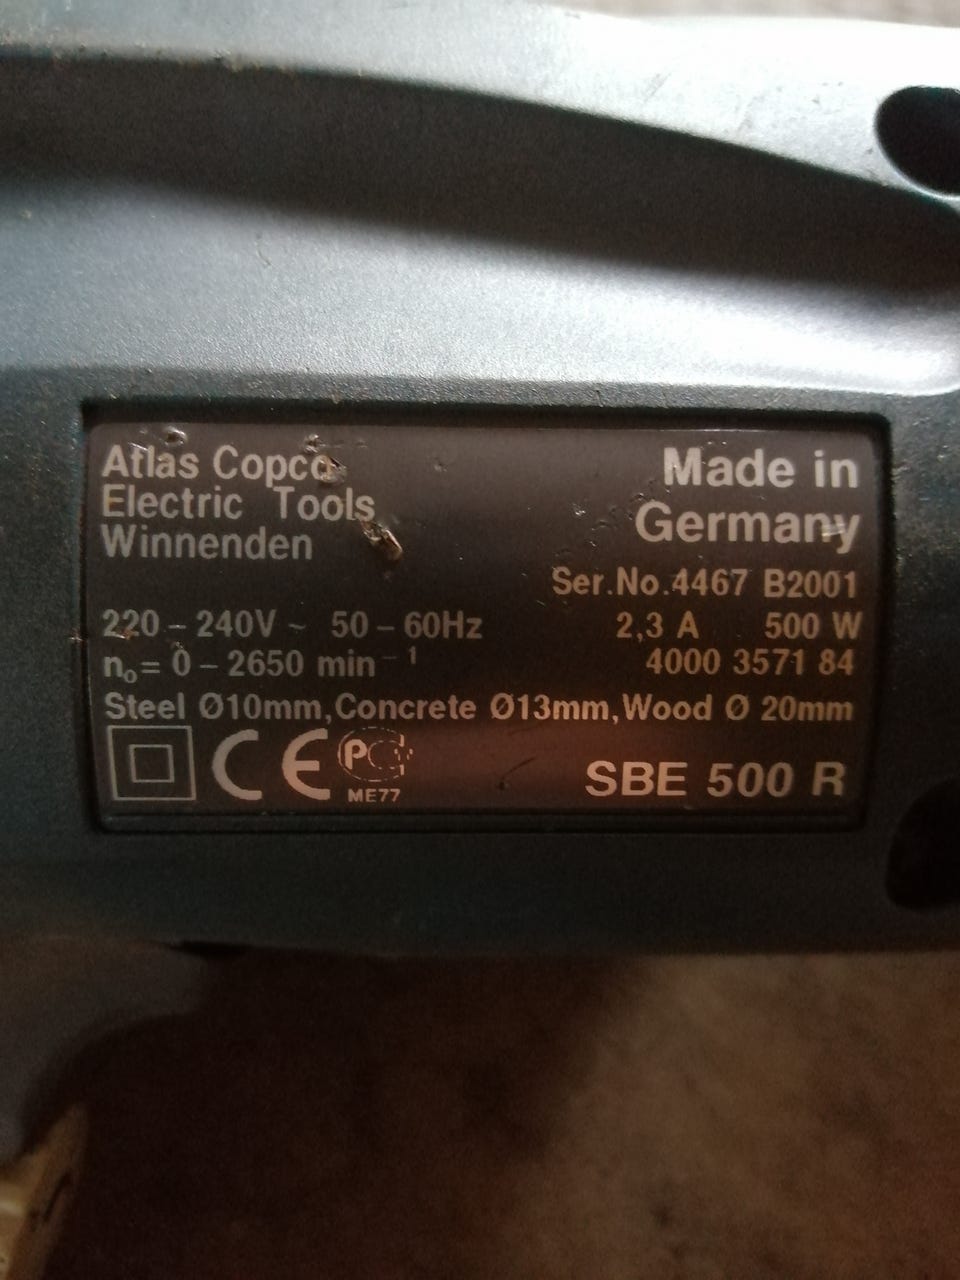 Atlas Copco
Electric Tools
Winnenden
Made in
Germany
Ser.No.4467 B2001
220 – 240V ~ 50 – 60Hz 2,3 A 500 W
n₀= 0 – 2650 min⁻¹ 4000 3571 84
Steel Ø10mm,Concrete Ø13mm,Wood Ø 20mm
CE PC
ME77
SBE 500 R